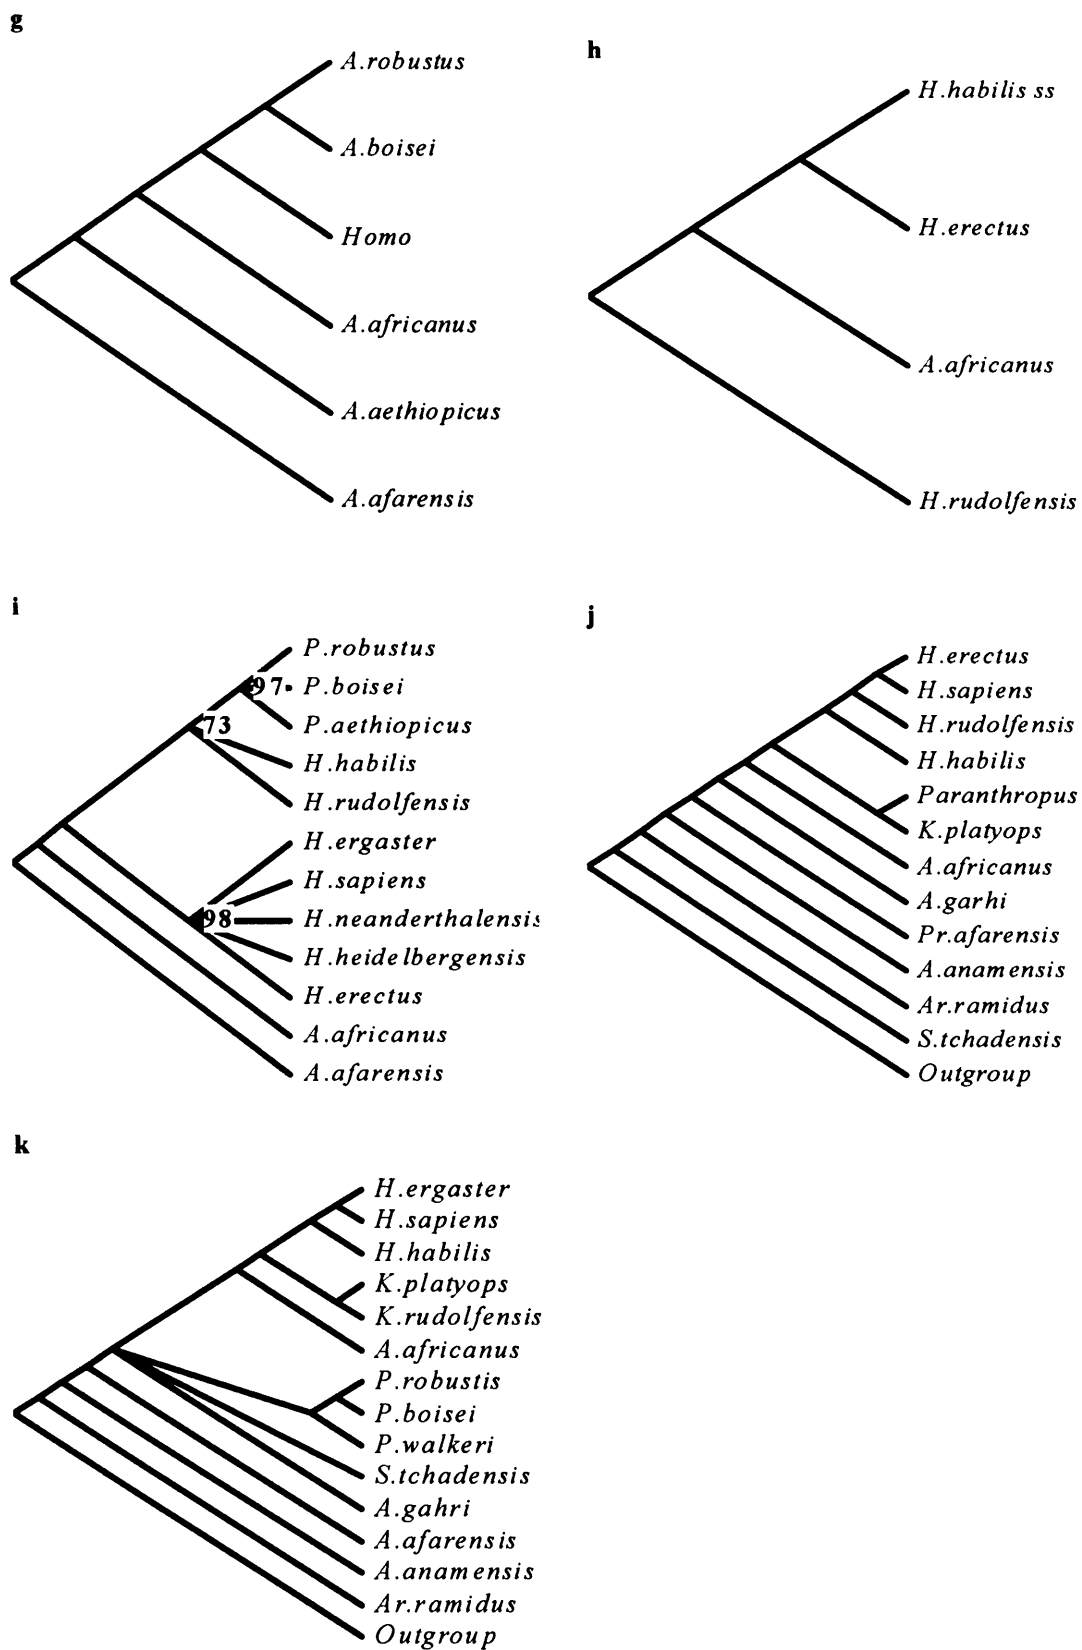 g
A.robustus
A.boisei
Homo
A.africanus
A.aethiopicus
A.afarensis
h
H.habilis ss
H.erectus
A.africanus
H.rudolfensis
i
P.robustus
97
P.boisei
P.aethiopicus
73
H.habilis
H.rudolfensis
H.ergaster
H.sapiens
98
H.neanderthalensis
H.heidelbergensis
H.erectus
A.africanus
A.afarensis
j
H.erectus
H.sapiens
H.rudolfensis
H.habilis
Paranthropus
K.platyops
A.africanus
A.garhi
Pr.afarensis
A.anamensis
Ar.ramidus
S.tchadensis
Outgroup
k
H.ergaster
H.sapiens
H.habilis
K.platyops
K.rudolfensis
A.africanus
P.robustis
P.boisei
P.walkeri
S.tchadensis
A.gahri
A.afarensis
A.anamensis
Ar.ramidus
Outgroup